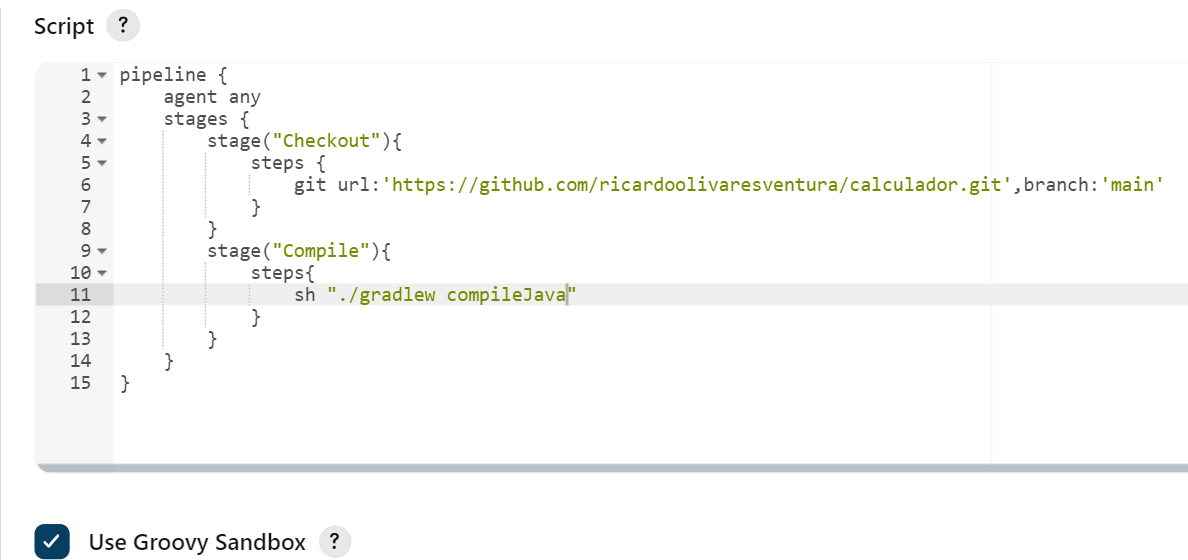 Script ?
1 pipeline {
2     agent any
3     stages {
4         stage("Checkout"){
5             steps {
6                 git url:'https://github.com/ricardoolivaresventura/calculador.git',branch:'main'
7             }
8         }
9         stage("Compile"){
10             steps{
11                 sh "./gradlew compileJava"
12             }
13         }
14     }
15 }
Use Groovy Sandbox ?